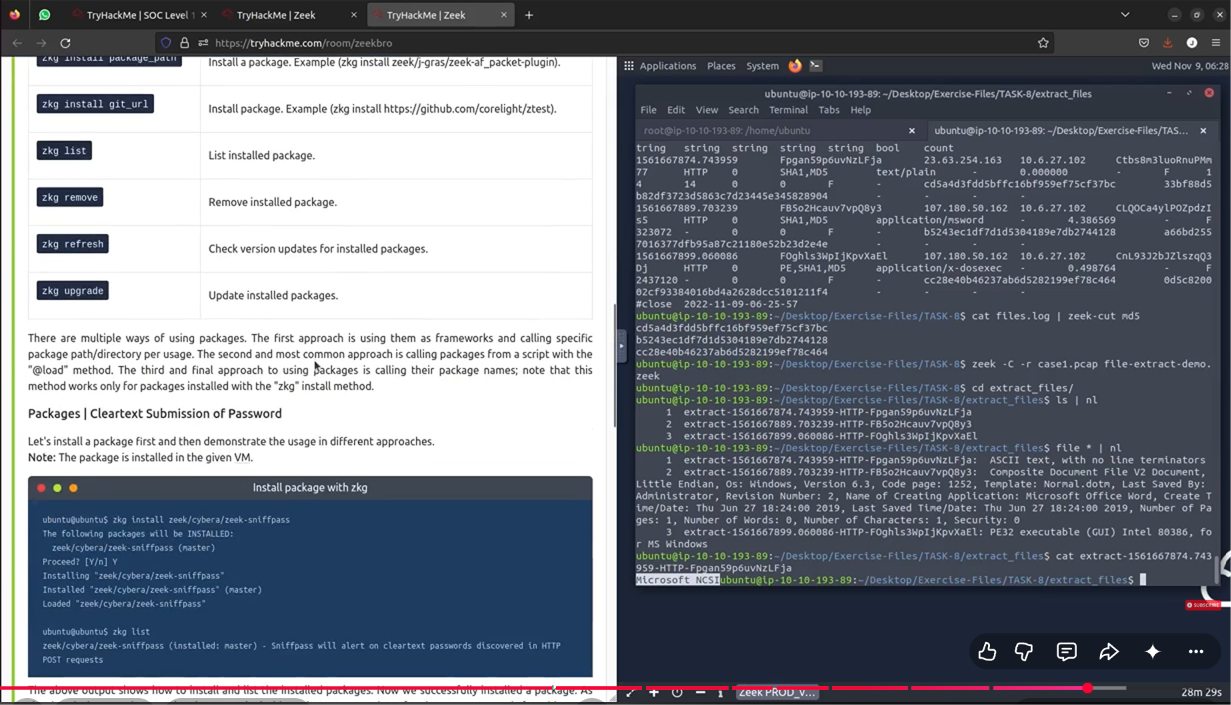 TryHackMe | SOC Level 1
TryHackMe | Zeek
TryHackMe | Zeek
https://tryhackme.com/room/zeekbro
zkg install package_path
Install a package. Example (zkg install zeek/j-gras/zeek-af_packet-plugin).
zkg install git_url
Install package. Example (zkg install https://github.com/corelight/ztest).
zkg list
List installed package.
zkg remove
Remove installed package.
zkg refresh
Check version updates for installed packages.
zkg upgrade
Update installed packages.
There are multiple ways of using packages. The first approach is using them as frameworks and calling specific
package path/directory per usage. The second and most common approach is calling packages from a script with the
"@load" method. The third and final approach to using packages is calling their package names; note that this
method works only for packages installed with the "zkg" install method.
Packages | Cleartext Submission of Password
Let's install a package first and then demonstrate the usage in different approaches.
Note: The package is installed in the given VM.
Install package with zkg
ubuntu@ubuntu$ zkg install zeek/cybera/zeek-sniffpass
The following packages will be INSTALLED:
zeek/cybera/zeek-sniffpass (master)
Proceed? [Y/n] Y
Installing "zeek/cybera/zeek-sniffpass"
Installed "zeek/cybera/zeek-sniffpass" (master)
Loaded "zeek/cybera/zeek-sniffpass"
ubuntu@ubuntu$ zkg list
zeek/cybera/zeek-sniffpass (installed: master) - Sniffpass will alert on cleartext passwords discovered in HTTP
POST requests
The above output shows how to install and list the installed packages. Now we successfully installed a package. As
Applications Places System
Wed Nov 9, 06:28
ubuntu@ip-10-10-193-89: ~/Desktop/Exercise-Files/TASK-8/extract_files
File Edit View Search Terminal Tabs Help
root@ip-10-10-193-89: /home/ubuntu
ubuntu@ip-10-10-193-89: ~/Desktop/Exercise-Files/TAS...
tring string string string bool count
1561667874.743959 Fpgan59p6uvNzLFja 23.63.254.163 10.6.27.102 Ctbs8m3luoRnuPMm
77 HTTP 0 SHA1,MD5 text/plain - 0.000000 - F 1
4 14 0 0 F - cd5a4d3fdd5bffc16bf959ef75cf37bc 33bf88d5
b82df3723d5863c7d23445e345828904 - - - -
1561667889.703239 FB5o2Hcauv7vpQ8y3 107.180.50.162 10.6.27.102 CLQOCa4ylPOZpdzI
s5 HTTP 0 SHA1,MD5 application/msword - 4.386569 - F
323072 - 0 0 F - b5243ec1df7d1d5304189e7db2744128 a66bd255
7016377dfb95a87c21180e52b23d2e4e - - - -
1561667899.060086 FOghls3WpIjKpvXaEl 107.180.50.162 10.6.27.102 CnL93J2bJZlszqQ3
Dj HTTP 0 PE,SHA1,MD5 application/x-dosexec - 0.498764 - F
2437120 - 0 0 F - cc28e40b46237ab6d5282199ef78c464 0d5c8200
02cf93384016bd4a2628dcc5101211f4 - - - -
#close 2022-11-09-06-25-57
ubuntu@ip-10-10-193-89:~/Desktop/Exercise-Files/TASK-8$ cat files.log | zeek-cut md5
cd5a4d3fdd5bffc16bf959ef75cf37bc
b5243ec1df7d1d5304189e7db2744128
cc28e40b46237ab6d5282199ef78c464
ubuntu@ip-10-10-193-89:~/Desktop/Exercise-Files/TASK-8$ zeek -C -r case1.pcap file-extract-demo.
zeek
ubuntu@ip-10-10-193-89:~/Desktop/Exercise-Files/TASK-8$ cd extract_files/
ubuntu@ip-10-10-193-89:~/Desktop/Exercise-Files/TASK-8/extract_files$ ls | nl
1 extract-1561667874.743959-HTTP-Fpgan59p6uvNzLFja
2 extract-1561667889.703239-HTTP-FB5o2Hcauv7vpQ8y3
3 extract-1561667899.060086-HTTP-FOghls3WpIjKpvXaEl
ubuntu@ip-10-10-193-89:~/Desktop/Exercise-Files/TASK-8/extract_files$ file * | nl
1 extract-1561667874.743959-HTTP-Fpgan59p6uvNzLFja: ASCII text, with no line terminators
2 extract-1561667889.703239-HTTP-FB5o2Hcauv7vpQ8y3: Composite Document File V2 Document,
Little Endian, Os: Windows, Version 6.3, Code page: 1252, Template: Normal.dotm, Last Saved By:
Administrator, Revision Number: 2, Name of Creating Application: Microsoft Office Word, Create T
ime/Date: Thu Jun 27 18:24:00 2019, Last Saved Time/Date: Thu Jun 27 18:24:00 2019, Number of Pa
ges: 1, Number of Words: 0, Number of Characters: 1, Security: 0
3 extract-1561667899.060086-HTTP-FOghls3WpIjKpvXaEl: PE32 executable (GUI) Intel 80386, fo
r MS Windows
ubuntu@ip-10-10-193-89:~/Desktop/Exercise-Files/TASK-8/extract_files$ cat extract-1561667874.743
959-HTTP-Fpgan59p6uvNzLFja
Microsoft NCSIubuntu@ip-10-10-193-89:~/Desktop/Exercise-Files/TASK-8/extract_files$
SUBSCRIBE
Zeek PROD_V...
28m 29s